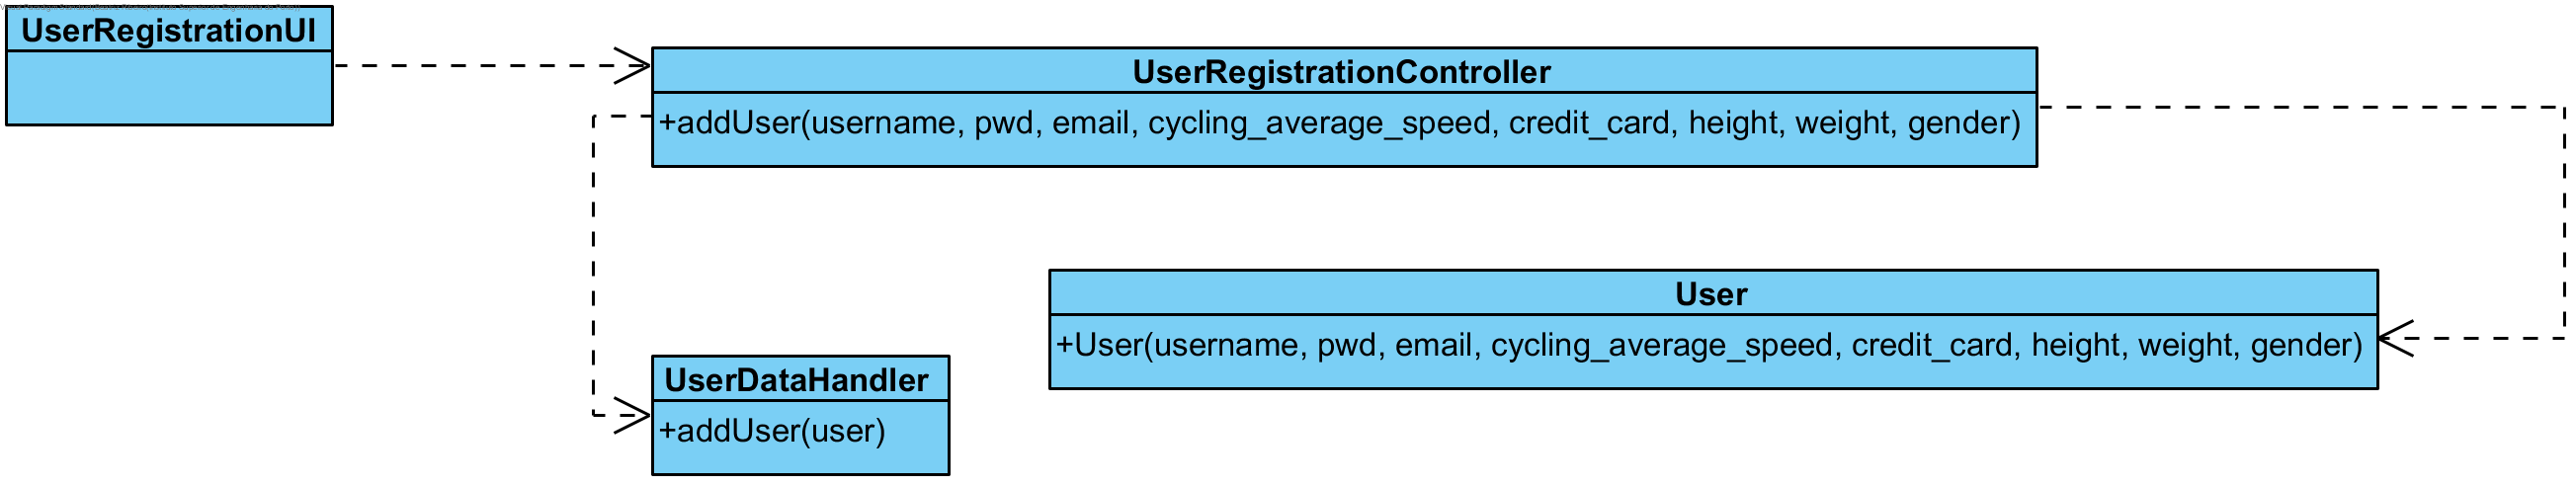 UserRegistrationUI
UserRegistrationController
+addUser(username, pwd, email, cycling_average_speed, credit_card, height, weight, gender)
User
+User(username, pwd, email, cycling_average_speed, credit_card, height, weight, gender)
UserDataHandler
+addUser(user)